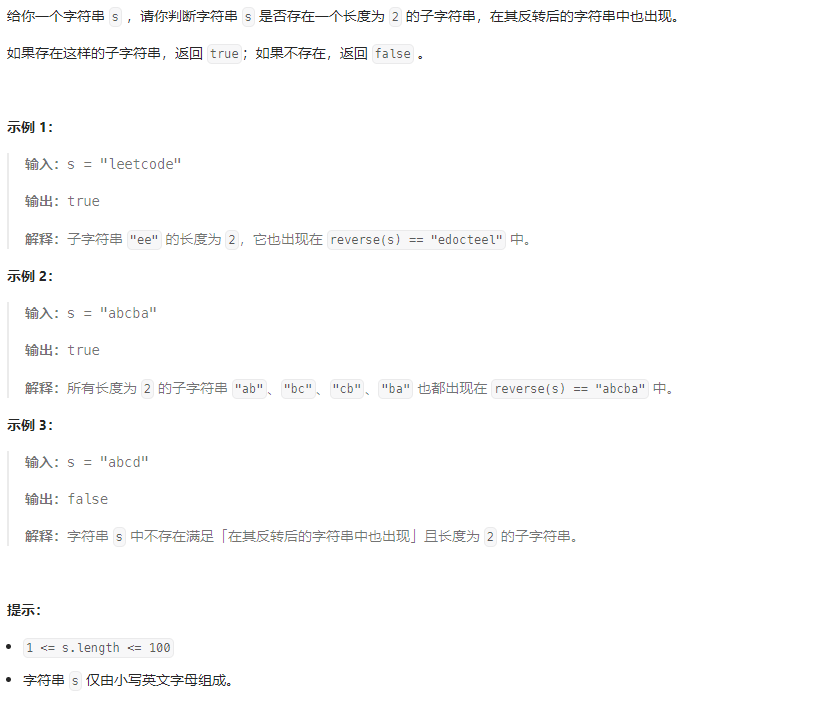 给你一个字符串 s ，请你判断字符串 s 是否存在一个长度为 2 的子字符串，在其反转后的字符串中也出现。
如果存在这样的子字符串，返回 true；如果不存在，返回 false 。
示例 1：
输入：s = "leetcode"
输出：true
解释：子字符串 "ee" 的长度为 2，它也出现在 reverse(s) == "edocteel" 中。
示例 2：
输入：s = "abcba"
输出：true
解释：所有长度为 2 的子字符串 "ab"、"bc"、"cb"、"ba" 也都出现在 reverse(s) == "abcba" 中。
示例 3：
输入：s = "abcd"
输出：false
解释：字符串 s 中不存在满足「在其反转后的字符串中也出现」且长度为 2 的子字符串。
提示：
• 1 <= s.length <= 100
• 字符串 s 仅由小写英文字母组成。